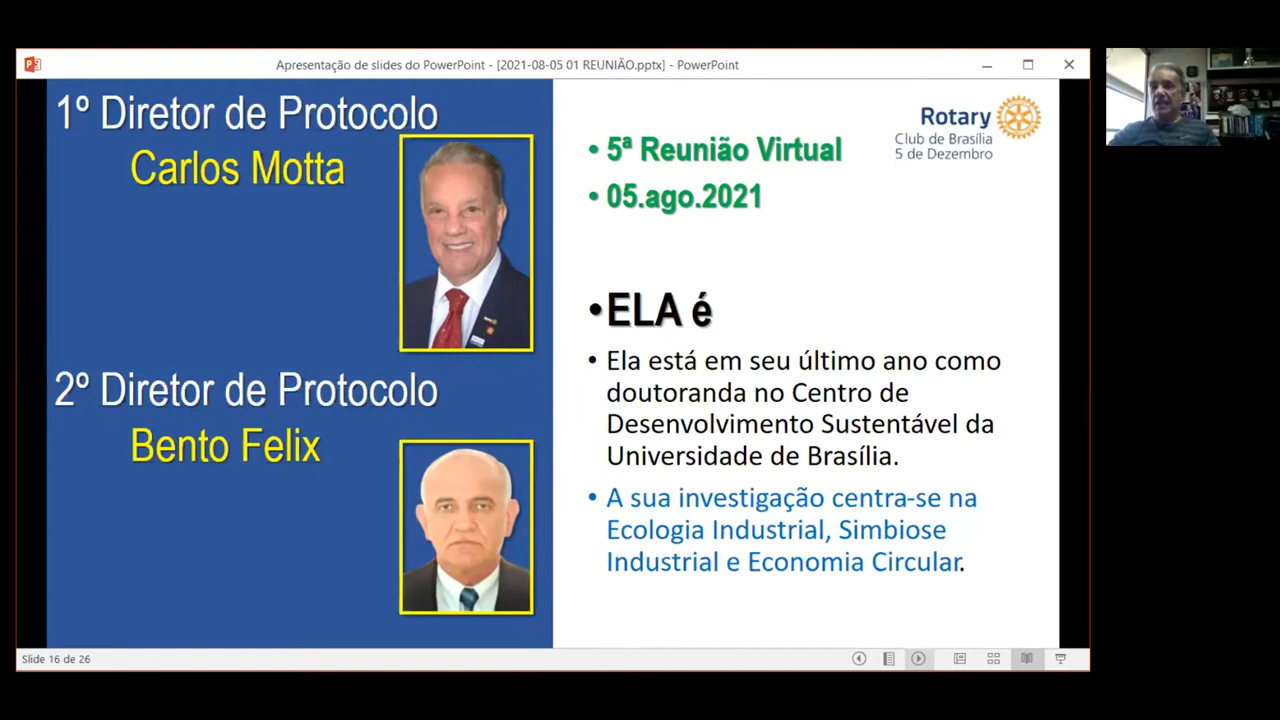 Apresentação de slides do PowerPoint - [2021-08-05 01 REUNIÃO.pptx] - PowerPoint
1º Diretor de Protocolo
Carlos Motta
2º Diretor de Protocolo
Bento Felix
Rotary
Club de Brasília
5 de Dezembro
• 5ª Reunião Virtual
• 05.ago.2021
•ELA é
• Ela está em seu último ano como
doutoranda no Centro de
Desenvolvimento Sustentável da
Universidade de Brasília.
• A sua investigação centra-se na
Ecologia Industrial, Simbiose
Industrial e Economia Circular.
Slide 16 de 26